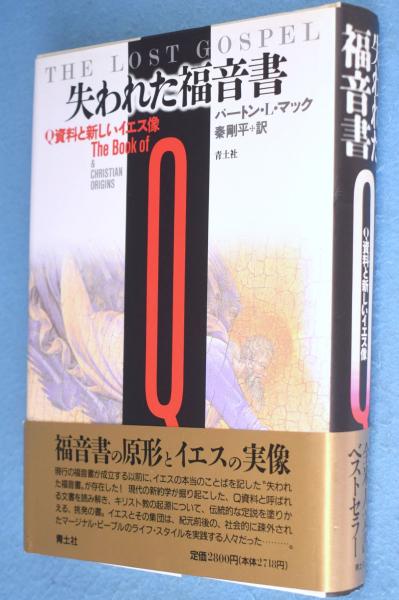 THE LOST GOSPEL
失われた福音書
Q資料と新しいイエス像
The Book of
Q
& CHRISTIAN
ORIGINS
バートン・L・マック
秦剛平+訳
青土社
福音書の原形とイエスの実像
現行の福音書が成立する以前に、イエスの本当のことばを記した“失われ
た福音書”が存在した! 現代の新約学が掘り起こした、Q資料と呼ばれ
る文書を読み解き、キリスト教の起源について、伝統的な定説を塗りか
える、挑発の書。イエスとその集団は、紀元前後の、社会的に疎外され
たマージナル・ピープルのライフ・スタイルを実践する人々だった………。
青土社
定価2800円(本体2718円)
失われた
福音書
Q
Q資料と新しいイエス像
ベストセラー
青土